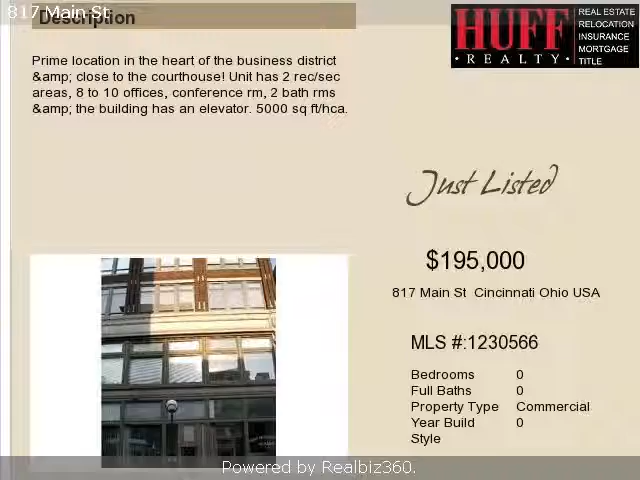 817 Main St
Description
HUFF
• REALTY •
REAL ESTATE
RELOCATION
INSURANCE
MORTGAGE
TITLE
Prime location in the heart of the business district
&amp; close to the courthouse! Unit has 2 rec/sec
areas, 8 to 10 offices, conference rm, 2 bath rms
&amp; the building has an elevator. 5000 sq ft/hca.
Just Listed
$195,000
817 Main St Cincinnati Ohio USA
MLS #:1230566
Bedrooms 0
Full Baths 0
Property Type Commercial
Year Build 0
Style
Powered by Realbiz360.